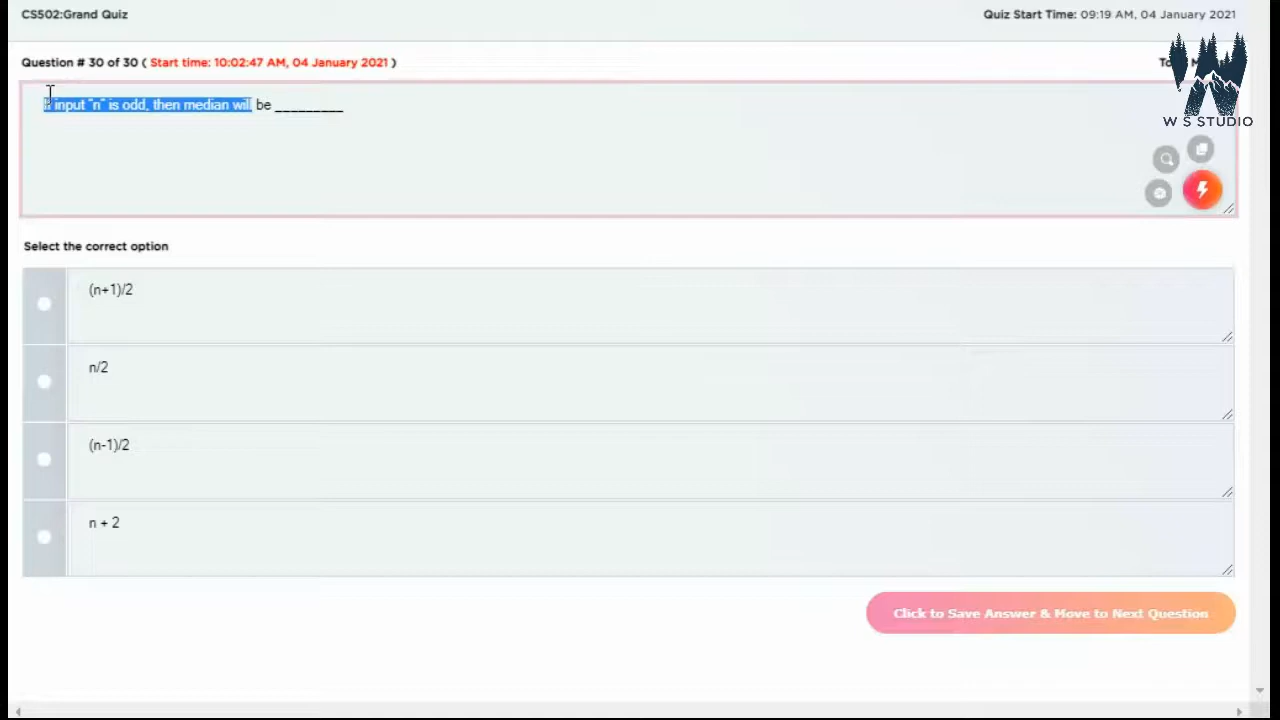 CS502:Grand Quiz
Quiz Start Time: 09:19 AM, 04 January 2021
Question # 30 of 30 ( Start time: 10:02:47 AM, 04 January 2021 )
W S STUDIO
input "n" is odd, then median will be _________
Select the correct option
(n+1)/2
n/2
(n-1)/2
n + 2
Click to Save Answer & Move to Next Question